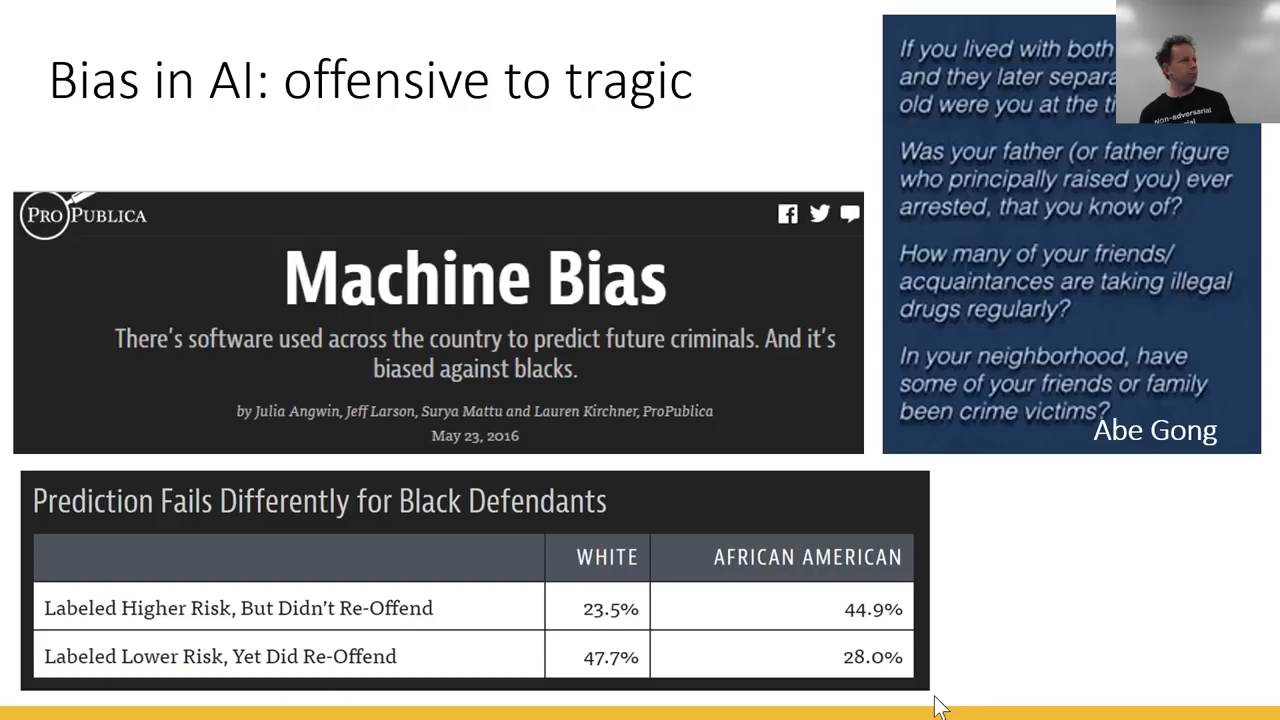 Bias in AI: offensive to tragic
If you lived with both
and they later separa
old were you at the ti
Non-adversarial
ial
Was your father (or father figure
who principally raised you) ever
arrested, that you know of?
How many of your friends/
acquaintances are taking illegal
drugs regularly?
In your neighborhood, have
some of your friends or family
been crime victims?
Abe Gong
PROPUBLICA
Machine Bias
There's software used across the country to predict future criminals. And it's
biased against blacks.
by Julia Angwin, Jeff Larson, Surya Mattu and Lauren Kirchner, ProPublica
May 23, 2016
Prediction Fails Differently for Black Defendants
WHITE AFRICAN AMERICAN
Labeled Higher Risk, But Didn't Re-Offend 23.5% 44.9%
Labeled Lower Risk, Yet Did Re-Offend 47.7% 28.0%